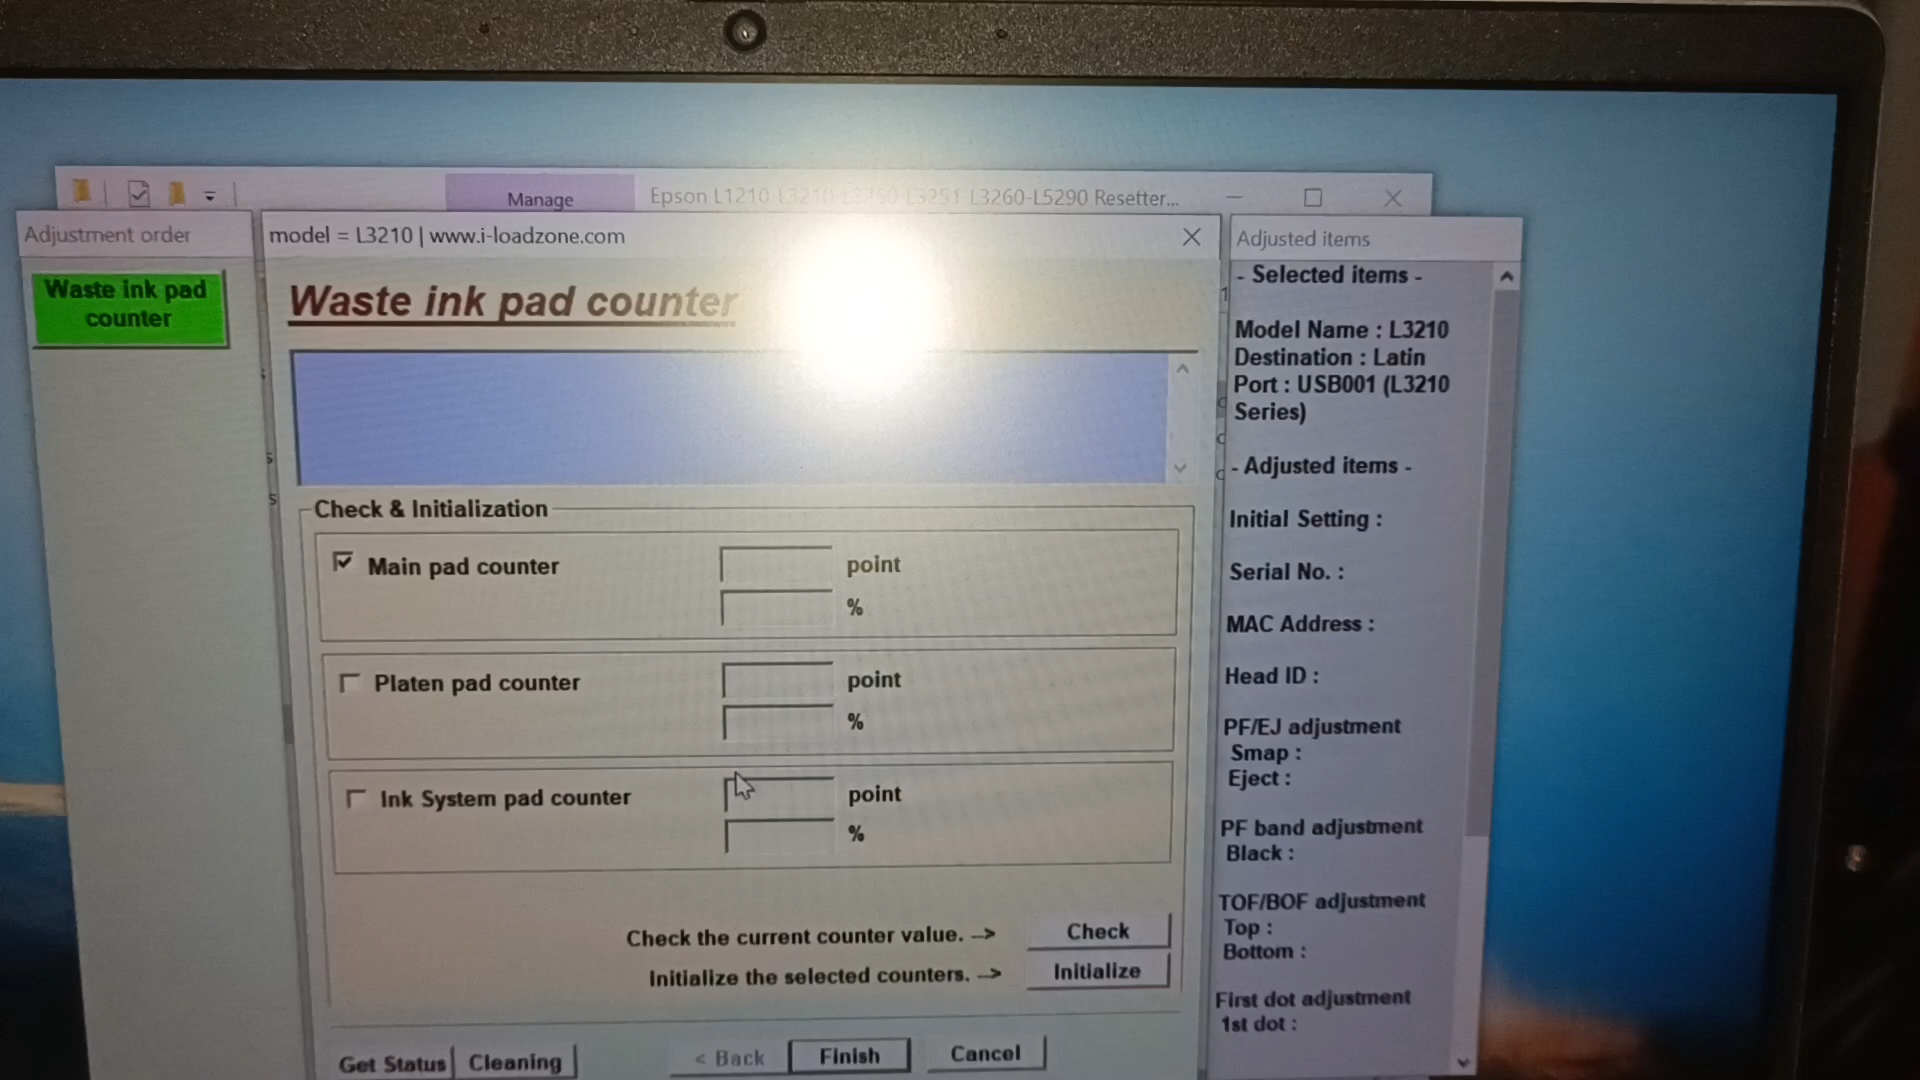 Manage
Epson L1210-L3210-L3250-L3251-L3260-L5290 Resetter...
Adjustment order
Waste ink pad
counter
model = L3210 | www.i-loadzone.com
Waste ink pad counter
Check & Initialization
Main pad counter
point
%
Platen pad counter
point
%
Ink System pad counter
point
%
Check the current counter value. -->
Check
Initialize the selected counters. -->
Initialize
Get Status
Cleaning
< Back
Finish
Cancel
Adjusted items
- Selected items -
Model Name : L3210
Destination : Latin
Port : USB001 (L3210
Series)
- Adjusted items -
Initial Setting :
Serial No. :
MAC Address :
Head ID :
PF/EJ adjustment
Smap :
Eject :
PF band adjustment
Black :
TOF/BOF adjustment
Top :
Bottom :
First dot adjustment
1st dot :